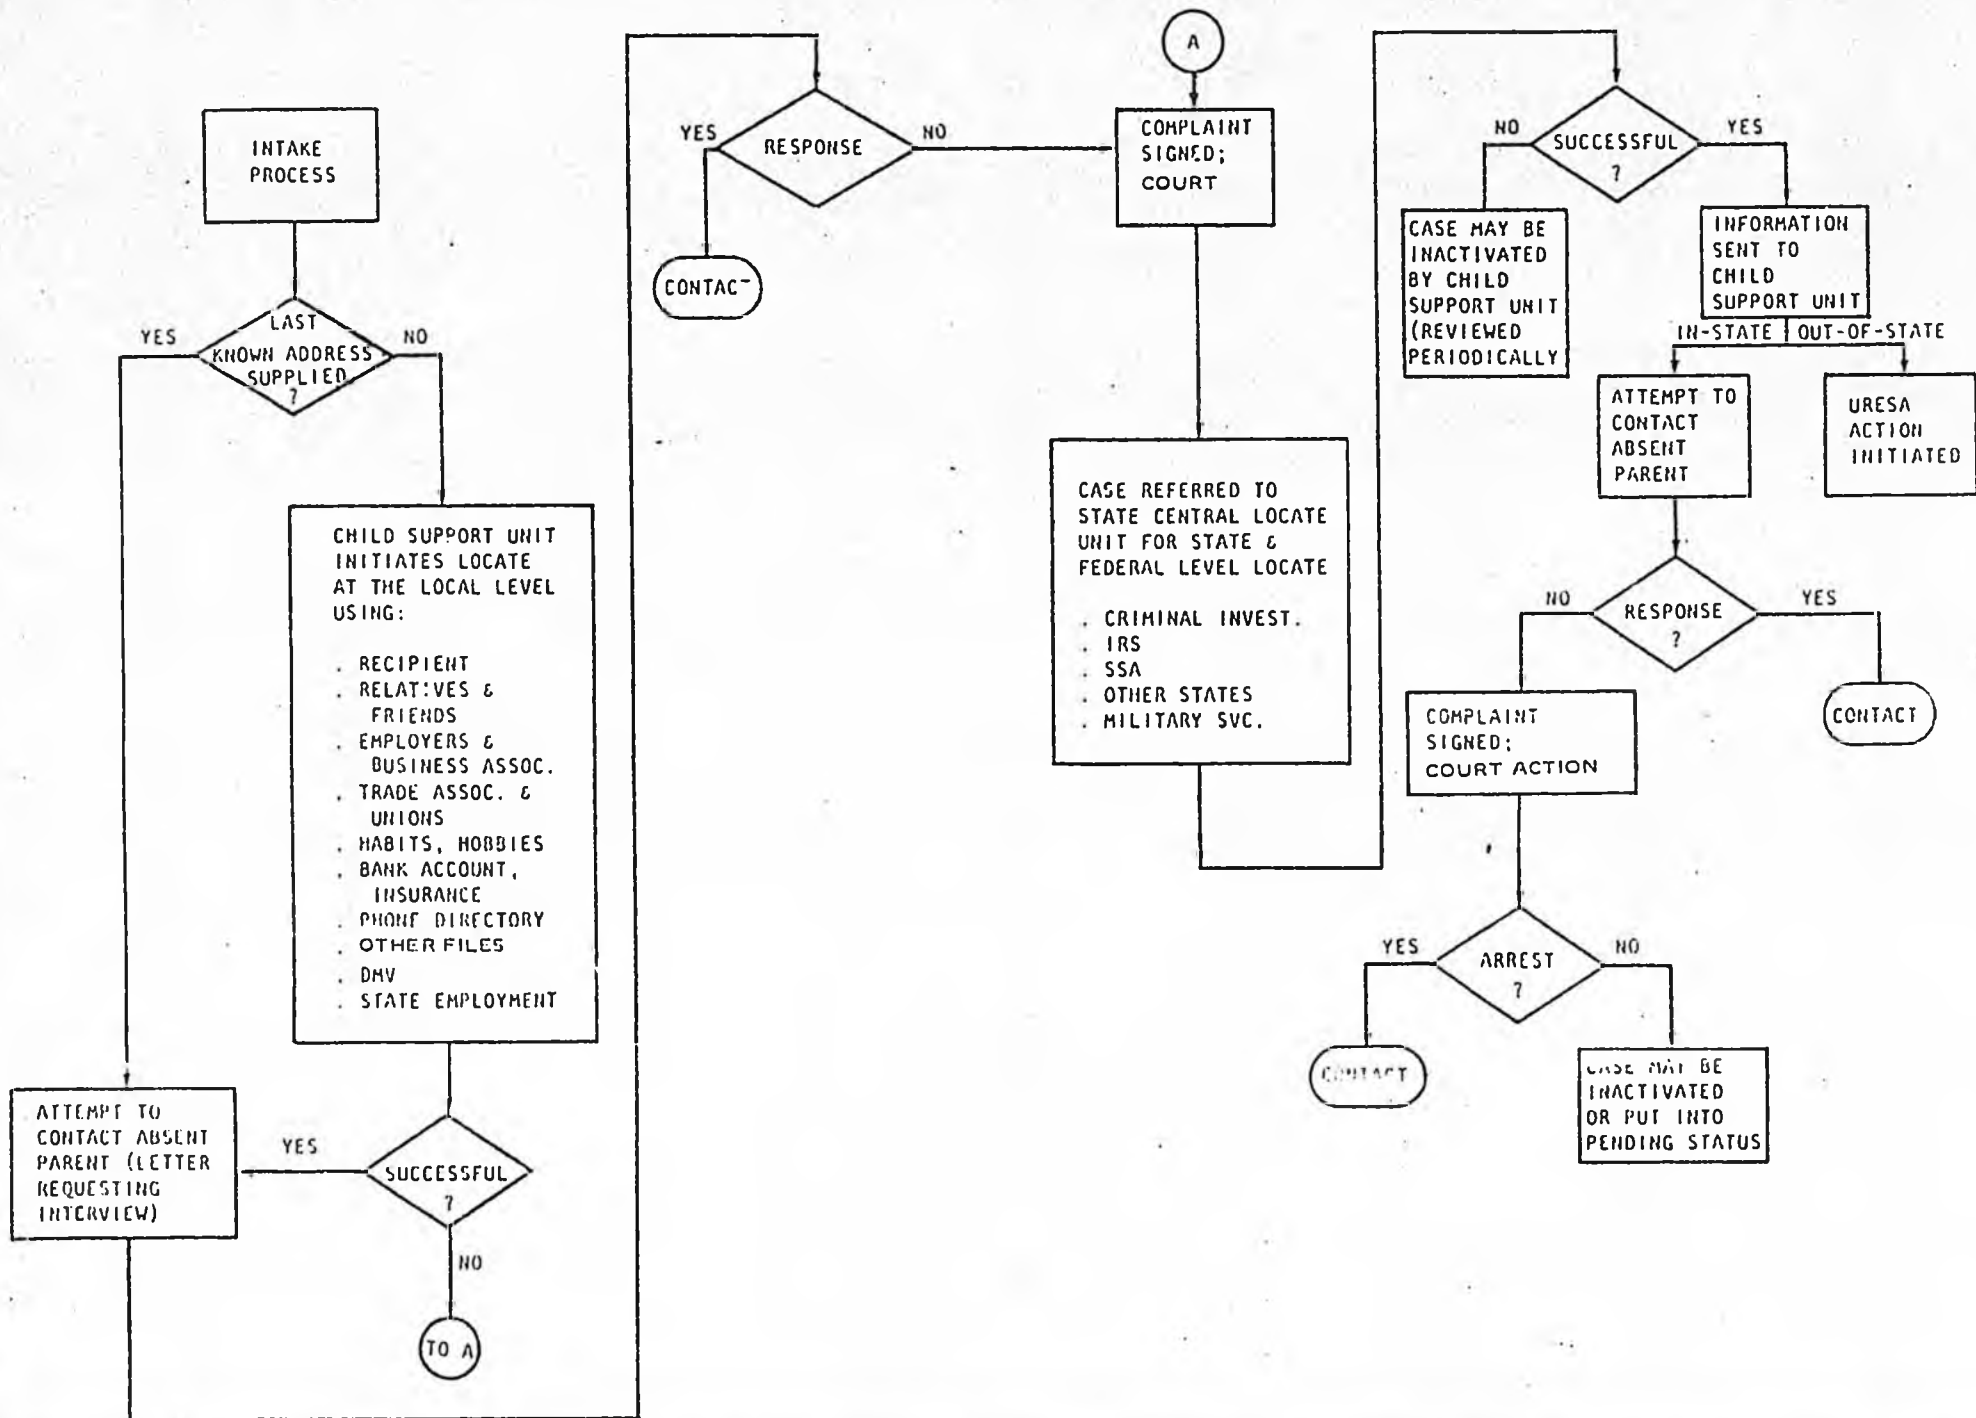 INTAKE
PROCESS
YES
LAST
KNOWN ADDRESS
SUPPLIED
?
NO
CHILD SUPPORT UNIT
INITIATES LOCATE
AT THE LOCAL LEVEL
USING:
. RECIPIENT
. RELATIVES &
FRIENDS
. EMPLOYERS &
BUSINESS ASSOC.
. TRADE ASSOC. &
UNIONS
. HABITS, HOBBIES
. BANK ACCOUNT,
INSURANCE
. PHONE DIRECTORY
. OTHER FILES
. DMV
. STATE EMPLOYMENT
ATTEMPT TO
CONTACT ABSENT
PARENT (LETTER
REQUESTING
INTERVIEW)
YES
SUCCESSFUL
?
NO
TO A
YES
RESPONSE
NO
CONTACT
A
COMPLAINT
SIGNED;
COURT
CASE REFERRED TO
STATE CENTRAL LOCATE
UNIT FOR STATE &
FEDERAL LEVEL LOCATE
. CRIMINAL INVEST.
. IRS
. SSA
. OTHER STATES
. MILITARY SVC.
NO
SUCCESSFUL
?
YES
CASE MAY BE
INACTIVATED
BY CHILD
SUPPORT UNIT
(REVIEWED
PERIODICALLY
INFORMATION
SENT TO
CHILD
SUPPORT UNIT
IN-STATE
OUT-OF-STATE
ATTEMPT TO
CONTACT
ABSENT
PARENT
URESA
ACTION
INITIATED
NO
RESPONSE
?
YES
COMPLAINT
SIGNED;
COURT ACTION
CONTACT
YES
ARREST
?
NO
CONTACT
CASE MAY BE
INACTIVATED
OR PUT INTO
PENDING STATUS